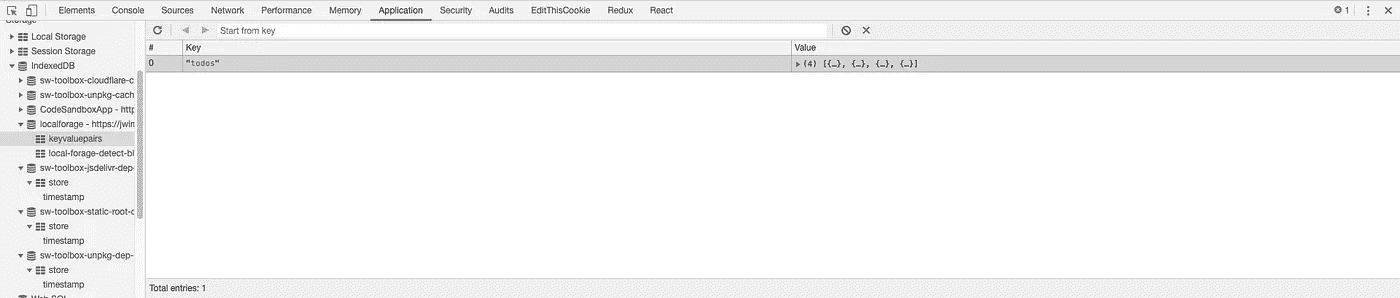 Elements Console Sources Network Performance Memory Application Security Audits EditThisCookie Redux React 1
Storage
Local Storage
Session Storage
IndexedDB
sw-toolbox-cloudflare-c
sw-toolbox-unpkg-cach
CodeSandboxApp - http
localforage - https://jwin
keyvaluepairs
local-forage-detect-bl
sw-toolbox-jsdelivr-dep-
store
timestamp
sw-toolbox-static-root-c
store
timestamp
sw-toolbox-unpkg-dep-
store
timestamp
Web SQL
Start from key
# Key Value
0 "todos" (4) [{…}, {…}, {…}, {…}]
Total entries: 1